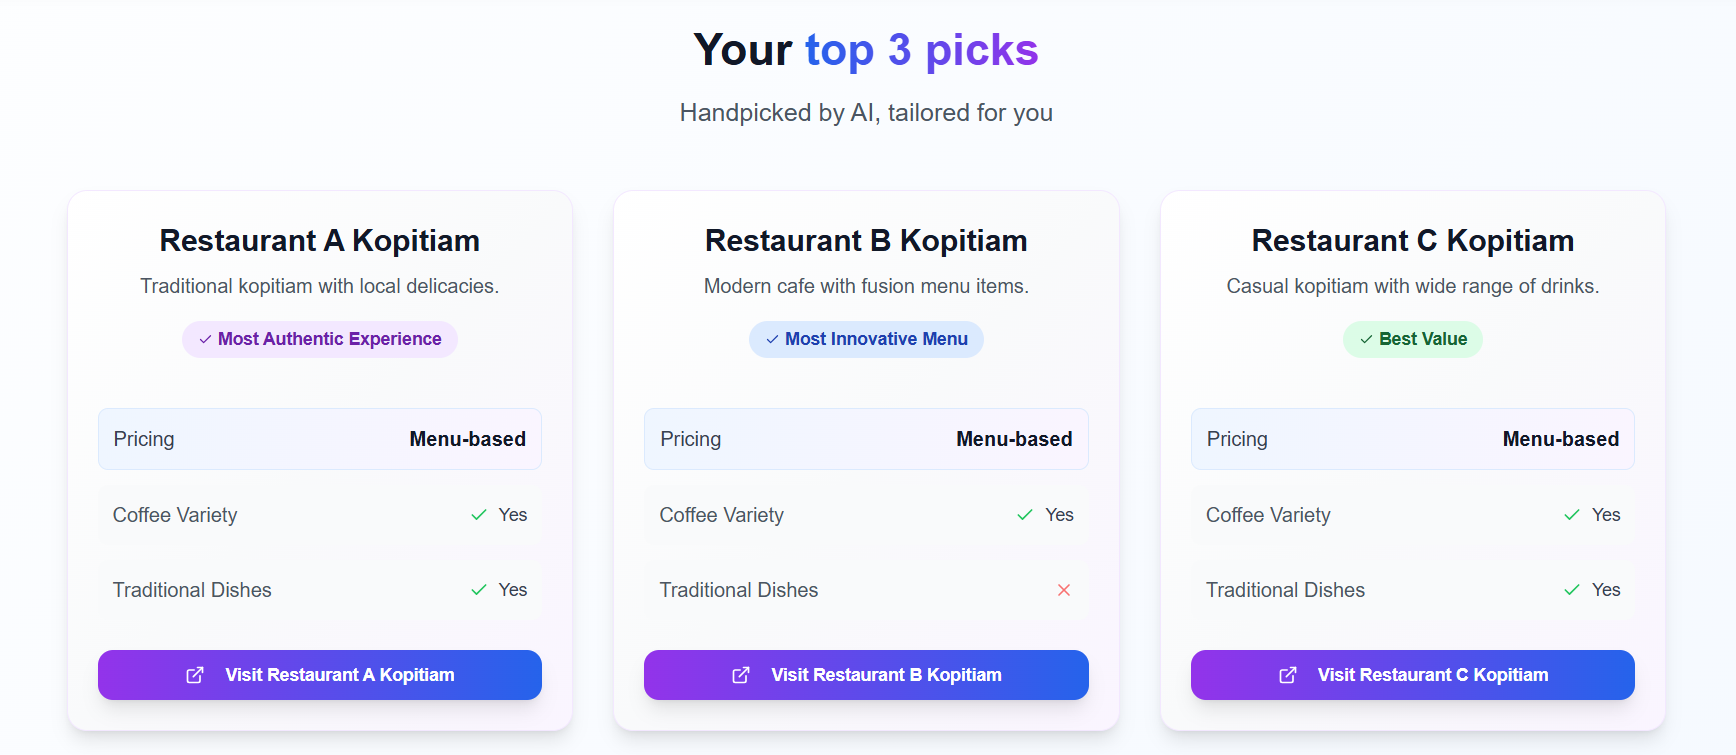 Your top 3 picks
Handpicked by AI, tailored for you
Restaurant A Kopitiam
Traditional kopitiam with local delicacies.
Most Authentic Experience
Pricing Menu-based
Coffee Variety Yes
Traditional Dishes Yes
Visit Restaurant A Kopitiam
Restaurant B Kopitiam
Modern cafe with fusion menu items.
Most Innovative Menu
Pricing Menu-based
Coffee Variety Yes
Traditional Dishes
Visit Restaurant B Kopitiam
Restaurant C Kopitiam
Casual kopitiam with wide range of drinks.
Best Value
Pricing Menu-based
Coffee Variety Yes
Traditional Dishes Yes
Visit Restaurant C Kopitiam